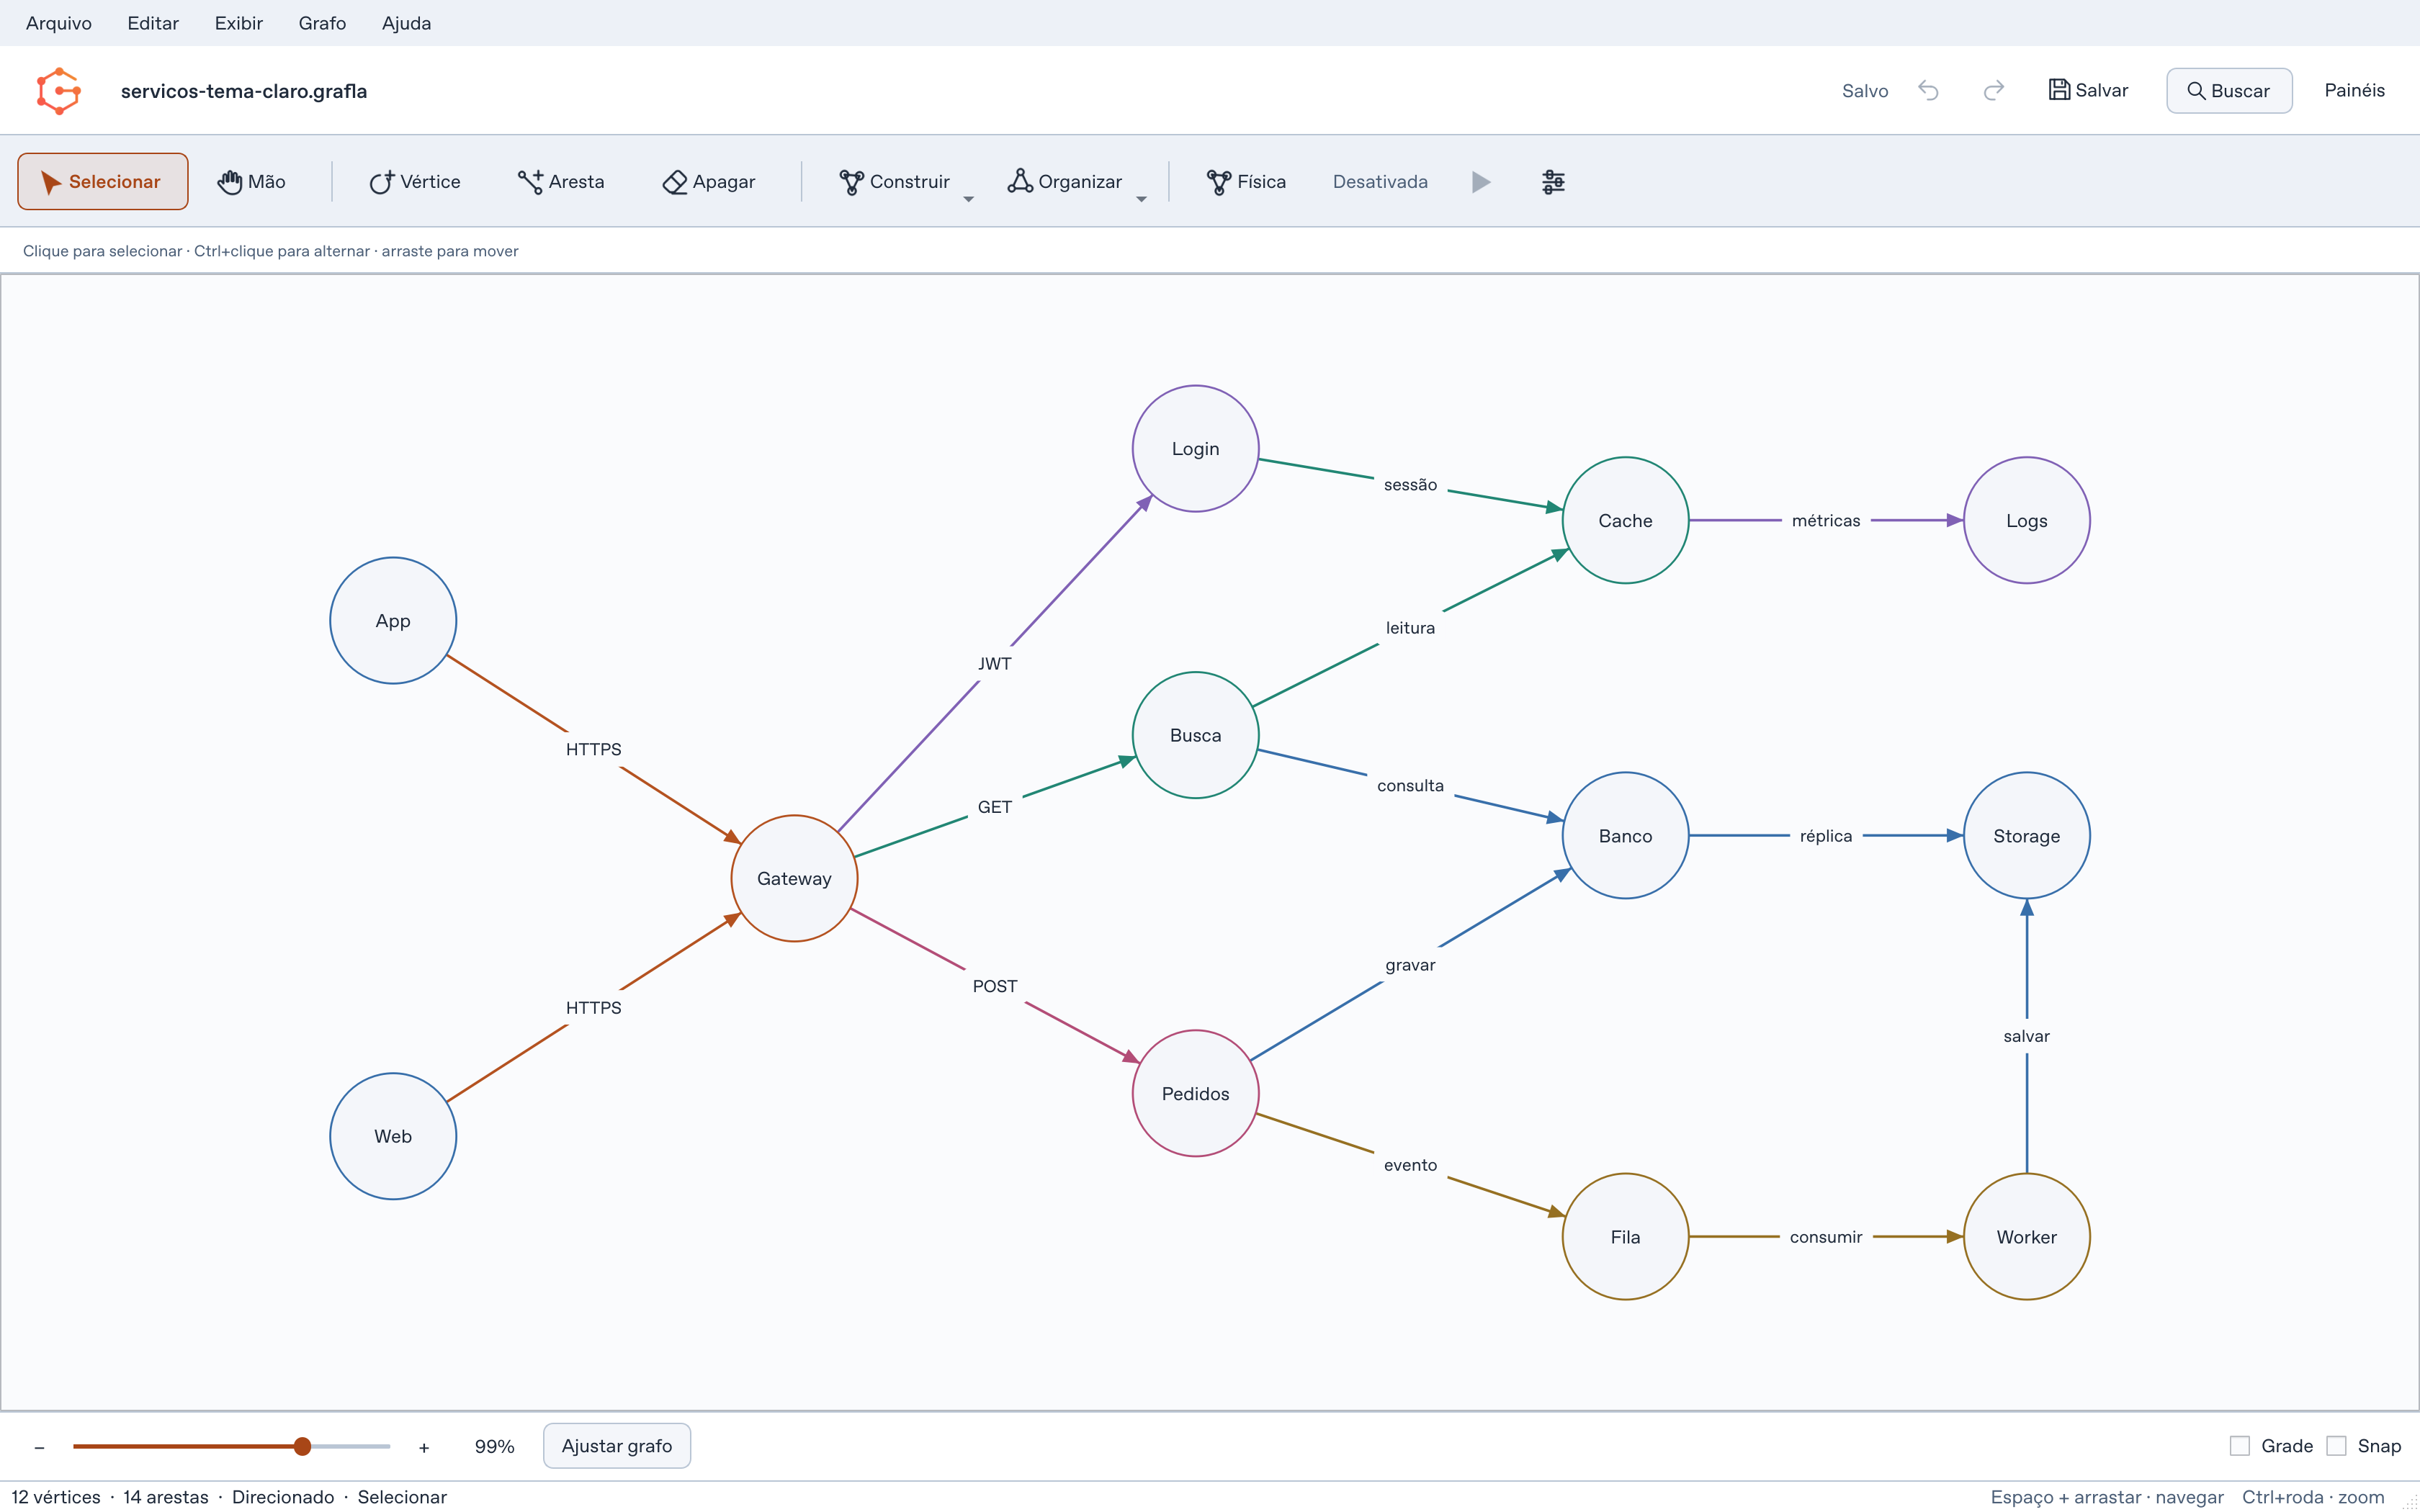 Arquivo Editar Exibir Grafo Ajuda
servicos-tema-claro.grafla Salvo Salvar Buscar Painéis
Selecionar Mão Vértice Aresta Apagar Construir Organizar Física Desativada
Clique para selecionar · Ctrl+clique para alternar · arraste para mover
Login
sessão
Cache
métricas
Logs
App
leitura
JWT
Busca
HTTPS
consulta
GET
Banco
réplica
Storage
Gateway
gravar
POST
HTTPS
salvar
Pedidos
Web
evento
Fila
consumir
Worker
− + 99% Ajustar grafo Grade Snap
12 vértices · 14 arestas · Direcionado · Selecionar Espaço + arrastar · navegar Ctrl+roda · zoom